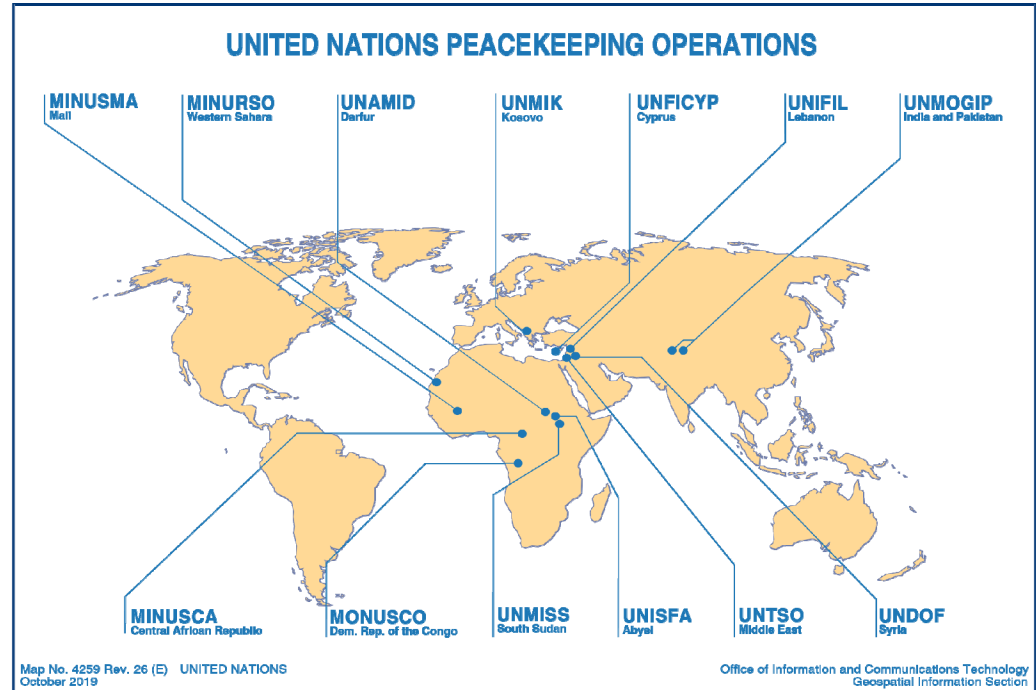 UNITED NATIONS PEACEKEEPING OPERATIONS
MINUSMA
Mali
MINURSO
Western Sahara
UNAMID
Darfur
UNMIK
Kosovo
UNFICYP
Cyprus
UNIFIL
Lebanon
UNMOGIP
India and Pakistan
MINUSCA
Central African Republic
MONUSCO
Dem. Rep. of the Congo
UNMISS
South Sudan
UNISFA
Abyei
UNTSO
Middle East
UNDOF
Syria
Map No. 4259 Rev. 26 (E) UNITED NATIONS
October 2019
Office of Information and Communications Technology
Geospatial Information Section